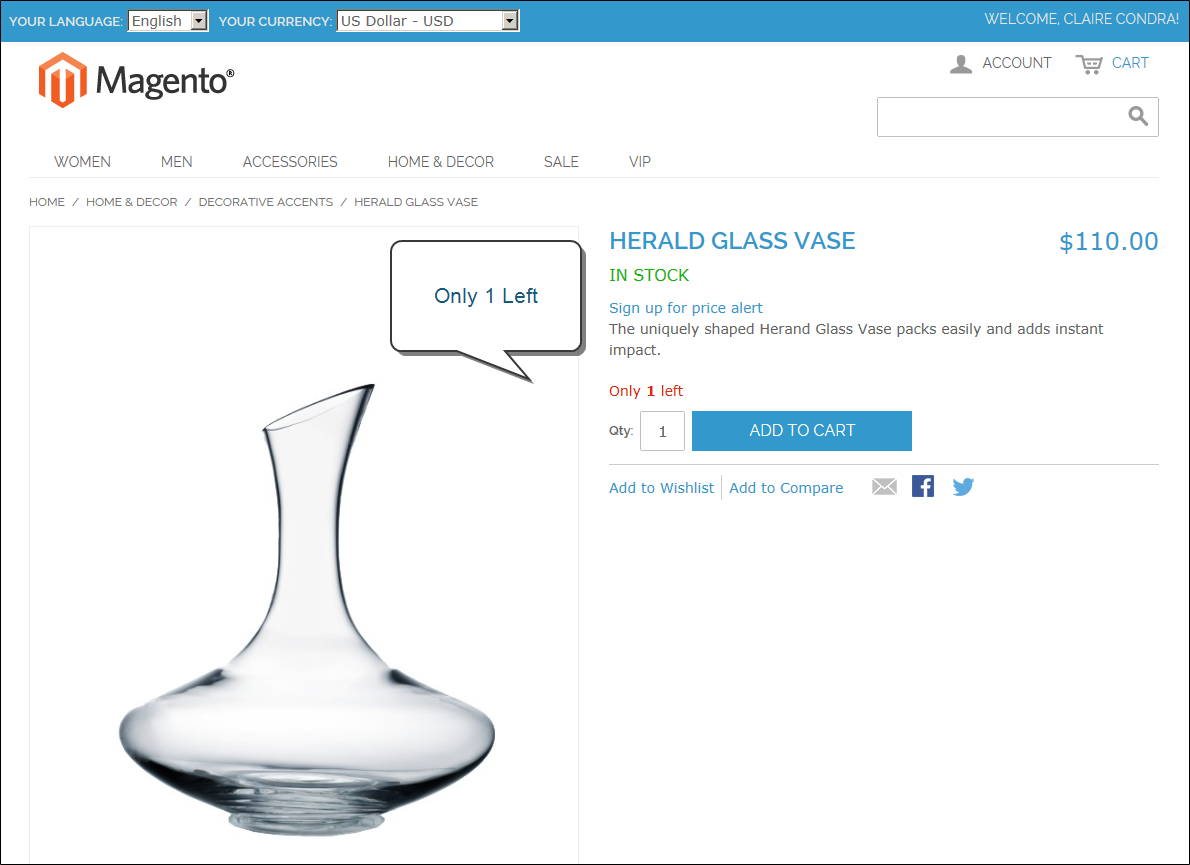 YOUR LANGUAGE: English YOUR CURRENCY: US Dollar - USD WELCOME, CLAIRE CONDRA!
Magento®
ACCOUNT CART
WOMEN MEN ACCESSORIES HOME & DECOR SALE VIP
HOME / HOME & DECOR / DECORATIVE ACCENTS / HERALD GLASS VASE
Only 1 Left
HERALD GLASS VASE $110.00
IN STOCK
Sign up for price alert
The uniquely shaped Herand Glass Vase packs easily and adds instant
impact.
Only 1 left
Qty: 1 ADD TO CART
Add to Wishlist Add to Compare